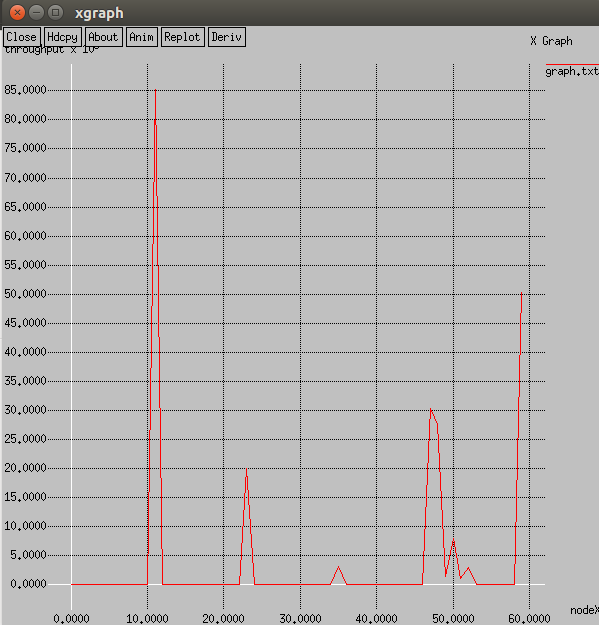 xgraph
Close Hdcpy About Anim Replot Deriv
X Graph
throughput x 10
graph.txt
85.0000
80.0000
75.0000
70.0000
65.0000
60.0000
55.0000
50.0000
45.0000
40.0000
35.0000
30.0000
25.0000
20.0000
15.0000
10.0000
5.0000
0.0000
nodeX
0.0000 10.0000 20.0000 30.0000 40.0000 50.0000 60.0000